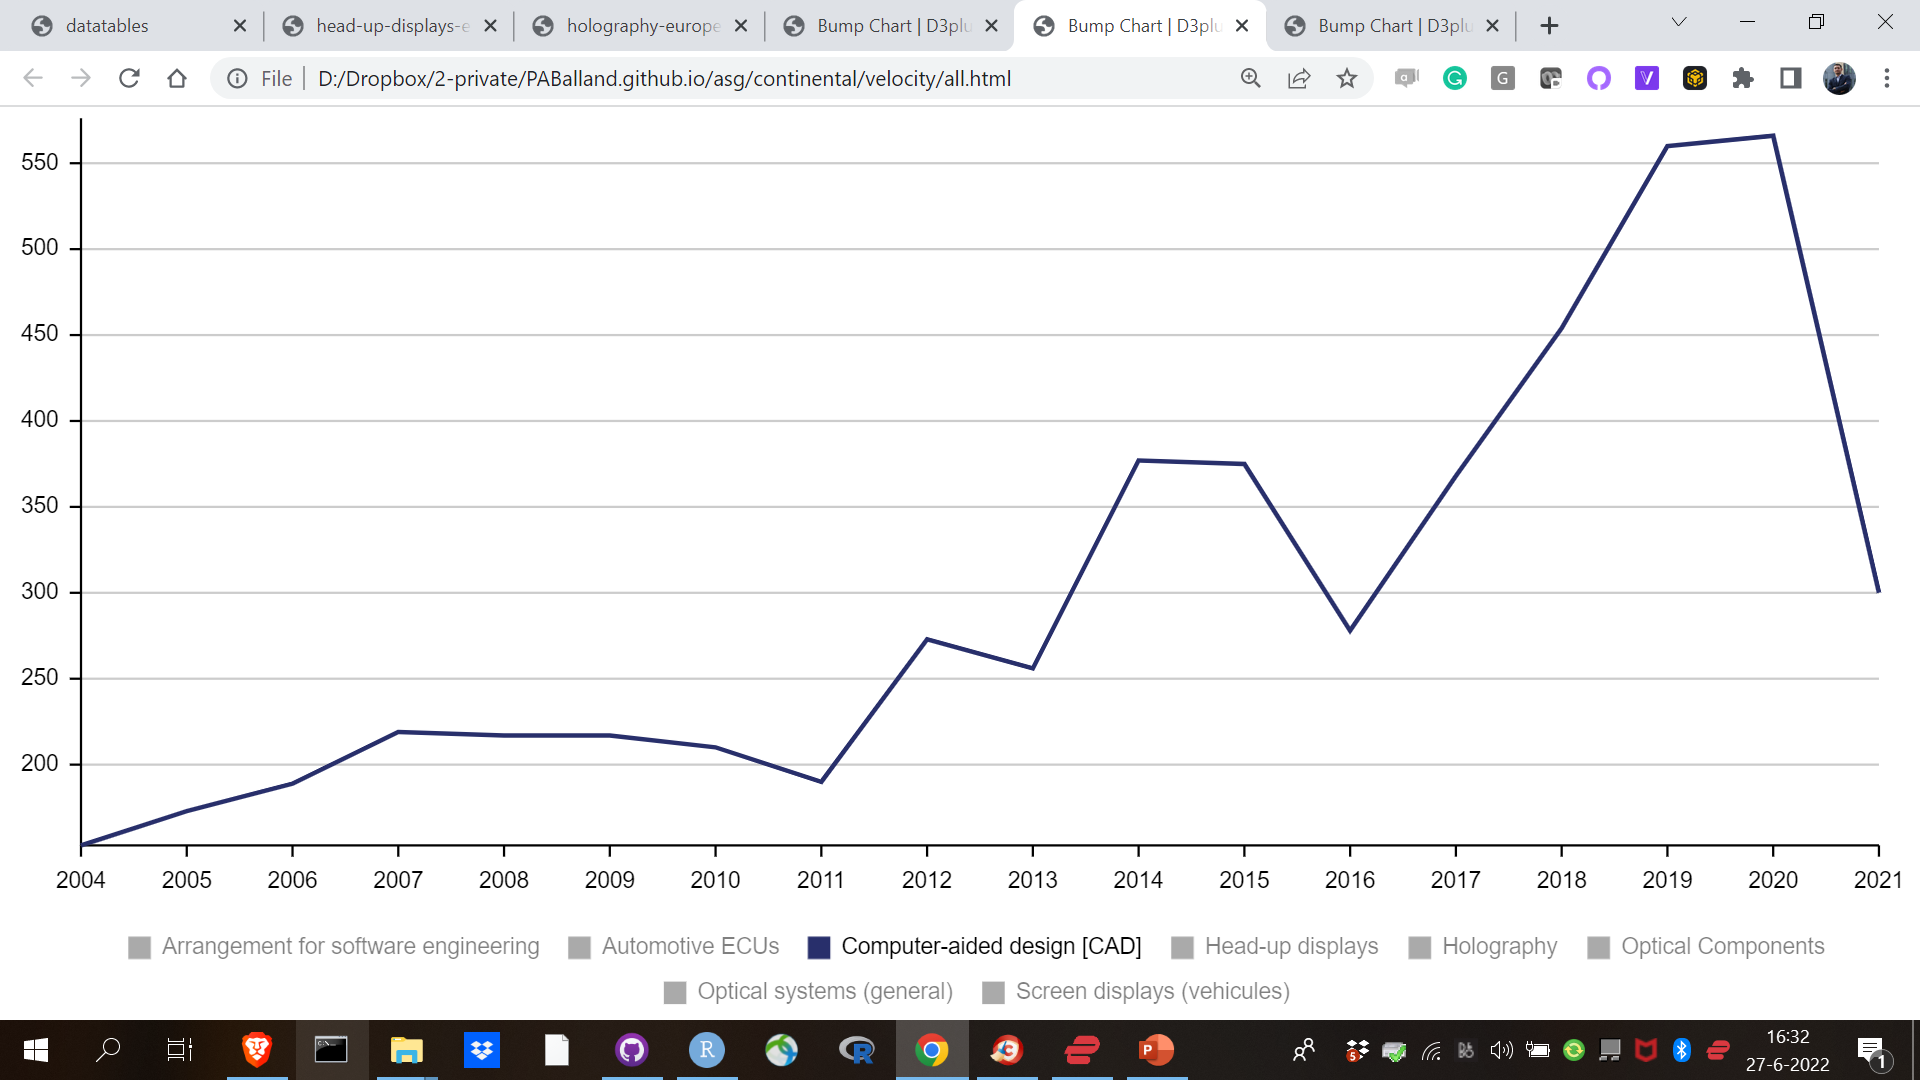 datatables
head-up-displays-e
holography-europe
Bump Chart | D3plu
Bump Chart | D3plu
Bump Chart | D3plu
File
D:/Dropbox/2-private/PABalland.github.io/asg/continental/velocity/all.html
550
500
450
400
350
300
250
200
2004 2005 2006 2007 2008 2009 2010 2011 2012 2013 2014 2015 2016 2017 2018 2019 2020 2021
Arrangement for software engineering Automotive ECUs Computer-aided design [CAD] Head-up displays Holography Optical Components
Optical systems (general) Screen displays (vehicules)
16:32
27-6-2022